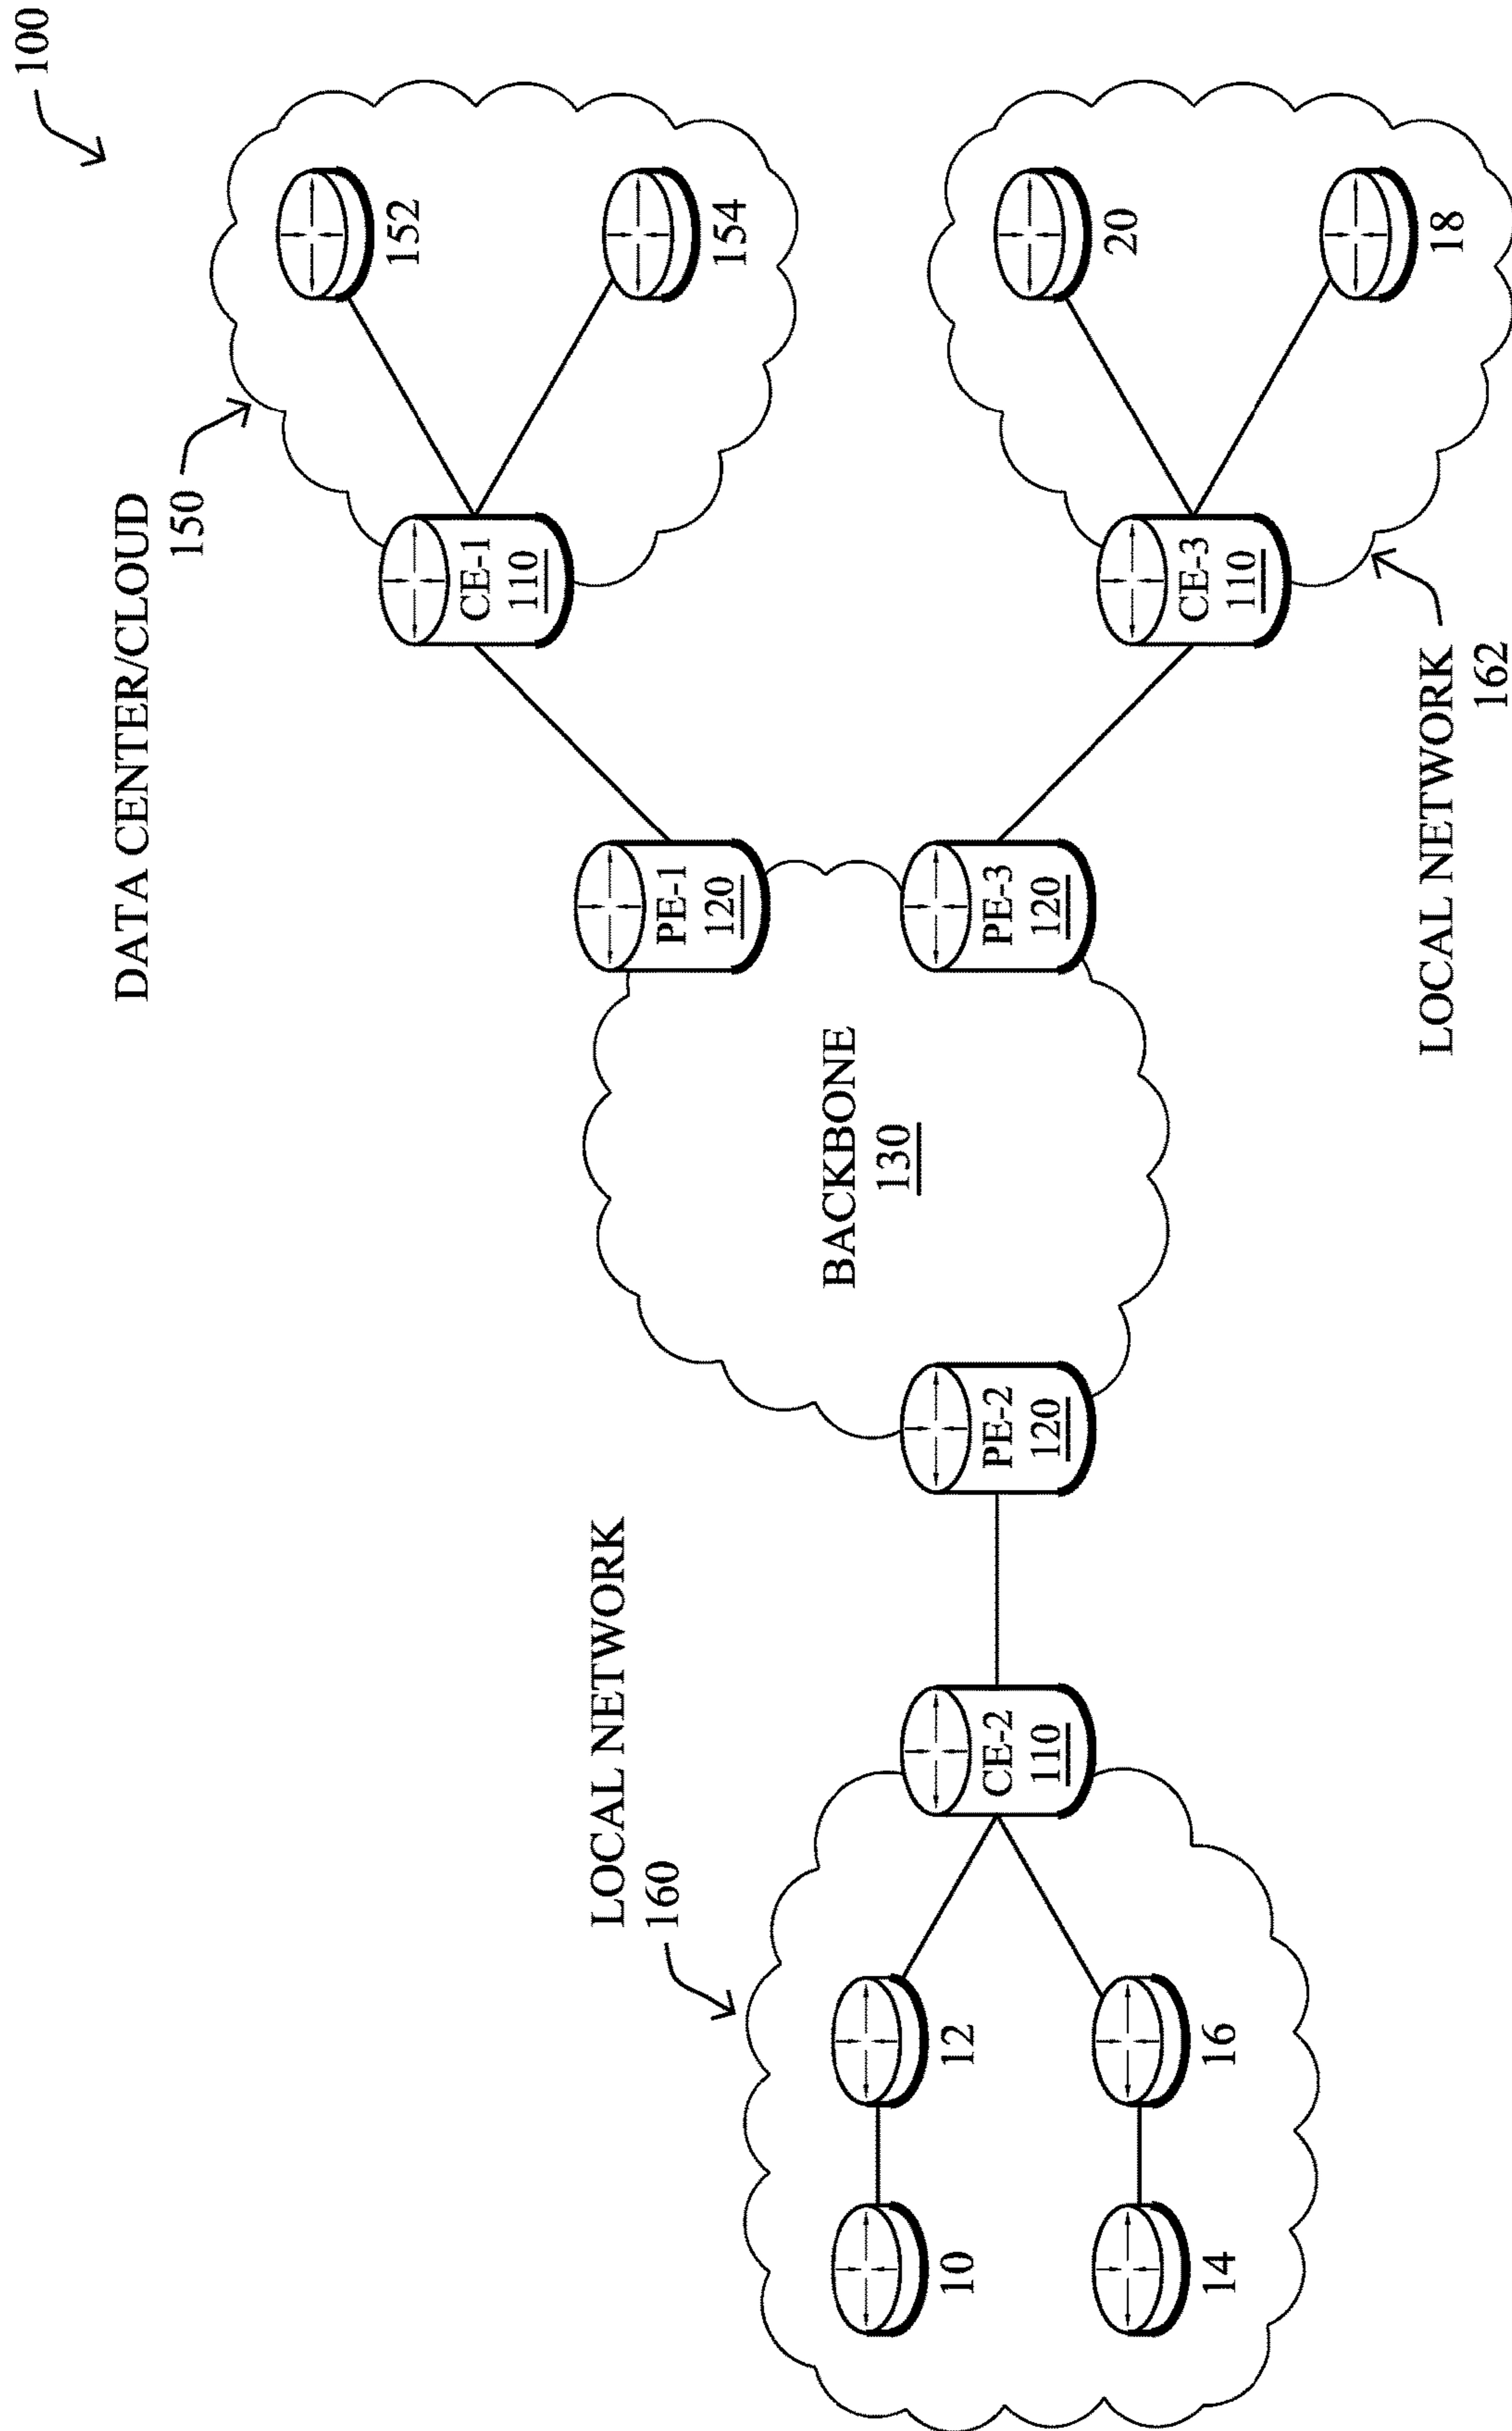 100
DATA CENTER/CLOUD
150
152
154
CE-1
110
PE-1
120
LOCAL NETWORK
160
BACKBONE
130
10
12
14
16
CE-2
110
PE-2
120
PE-3
120
CE-3
110
20
18
LOCAL NETWORK
162